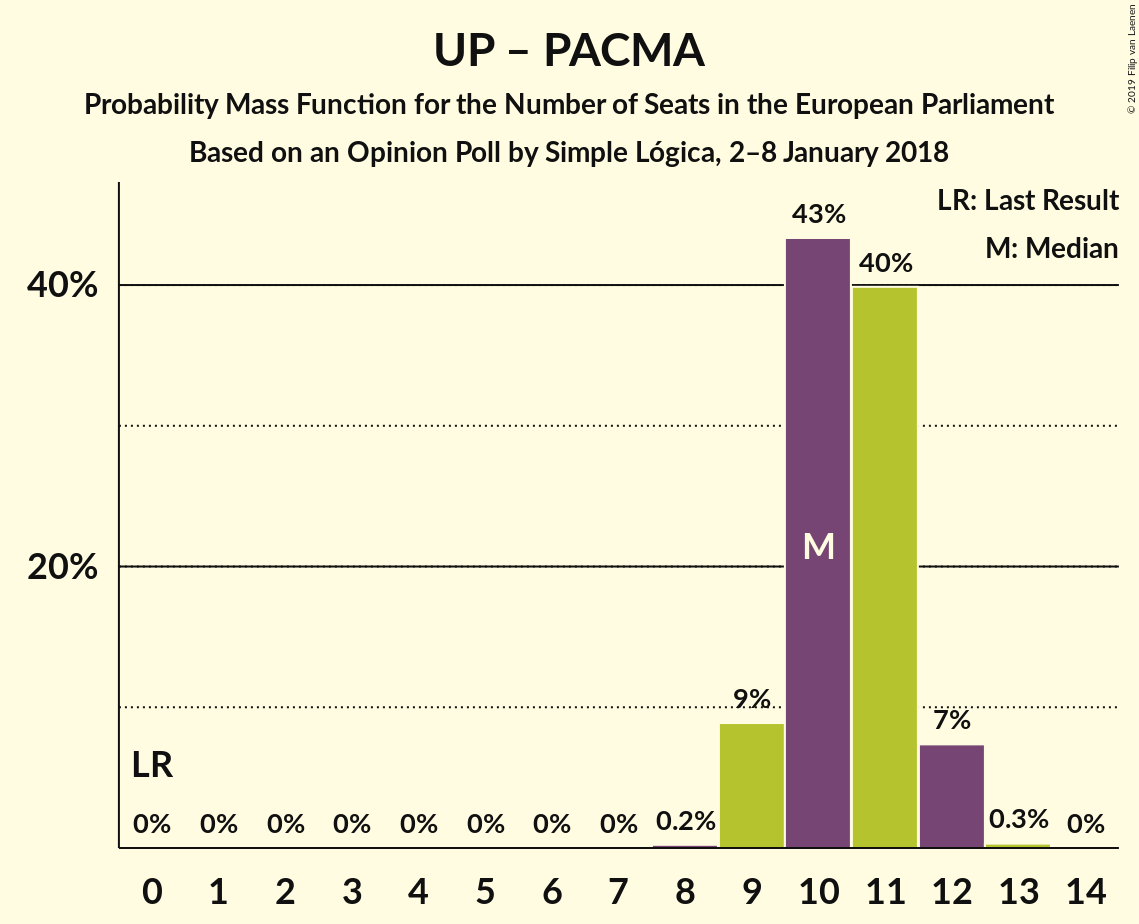 UP – PACMA
Probability Mass Function for the Number of Seats in the European Parliament
Based on an Opinion Poll by Simple Lógica, 2–8 January 2018
© 2019 Filip van Laenen
LR: Last Result
M: Median
40%
20%
LR
M
0% 0% 0% 0% 0% 0% 0% 0% 0.2% 9% 43% 40% 7% 0.3% 0%
0 1 2 3 4 5 6 7 8 9 10 11 12 13 14